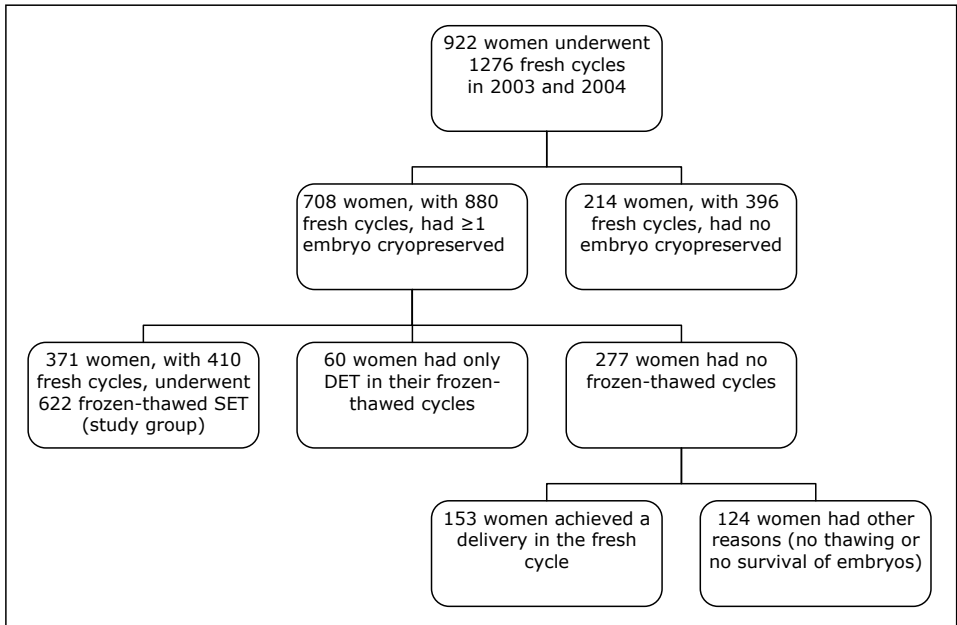 922 women underwent
1276 fresh cycles
in 2003 and 2004
708 women, with 880
fresh cycles, had ≥1
embryo cryopreserved
214 women, with 396
fresh cycles, had no
embryo cryopreserved
371 women, with 410
fresh cycles, underwent
622 frozen-thawed SET
(study group)
60 women had only
DET in their frozen-
thawed cycles
277 women had no
frozen-thawed cycles
153 women achieved a
delivery in the fresh
cycle
124 women had other
reasons (no thawing or
no survival of embryos)